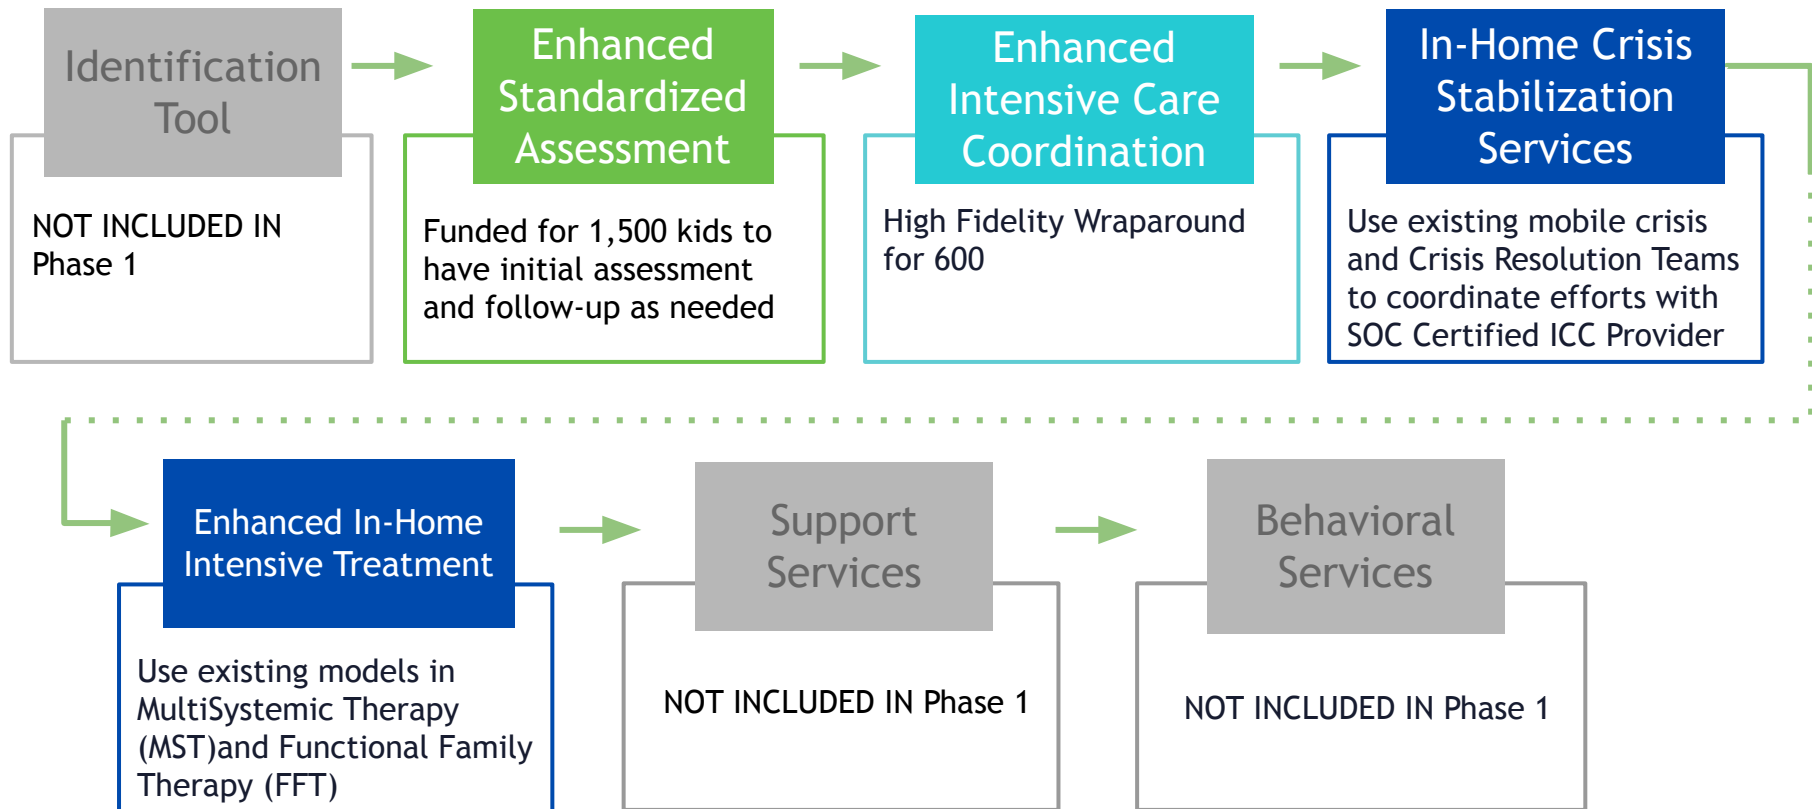 Identification
Tool
NOT INCLUDED IN
Phase 1
Enhanced
Standardized
Assessment
Funded for 1,500 kids to
have initial assessment
and follow-up as needed
Enhanced
Intensive Care
Coordination
High Fidelity Wraparound
for 600
In-Home Crisis
Stabilization
Services
Use existing mobile crisis
and Crisis Resolution Teams
to coordinate efforts with
SOC Certified ICC Provider
Enhanced In-Home
Intensive Treatment
Use existing models in
MultiSystemic Therapy
(MST)and Functional Family
Therapy (FFT)
Support
Services
NOT INCLUDED IN Phase 1
Behavioral
Services
NOT INCLUDED IN Phase 1